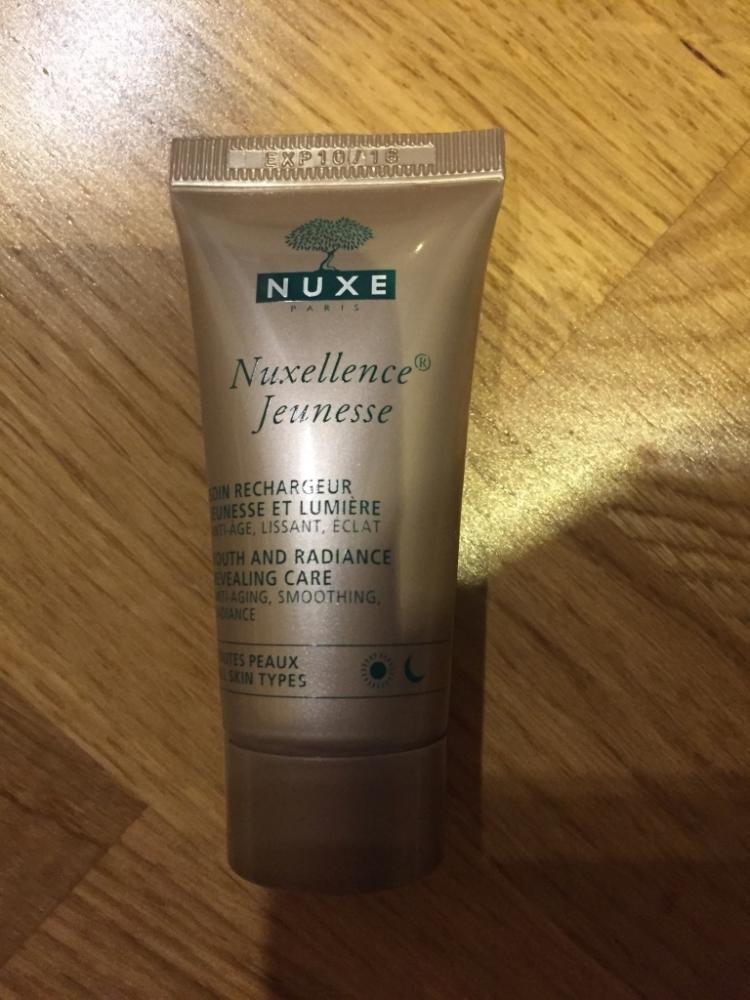 EXP10/16
NUXE
PARIS
Nuxellence®
Jeunesse
SOIN RECHARGEUR
JEUNESSE ET LUMIÈRE
ANTI-ÂGE, LISSANT, ÉCLAT
YOUTH AND RADIANCE
REVEALING CARE
ANTI-AGING, SMOOTHING,
RADIANCE
TOUTES PEAUX
ALL SKIN TYPES